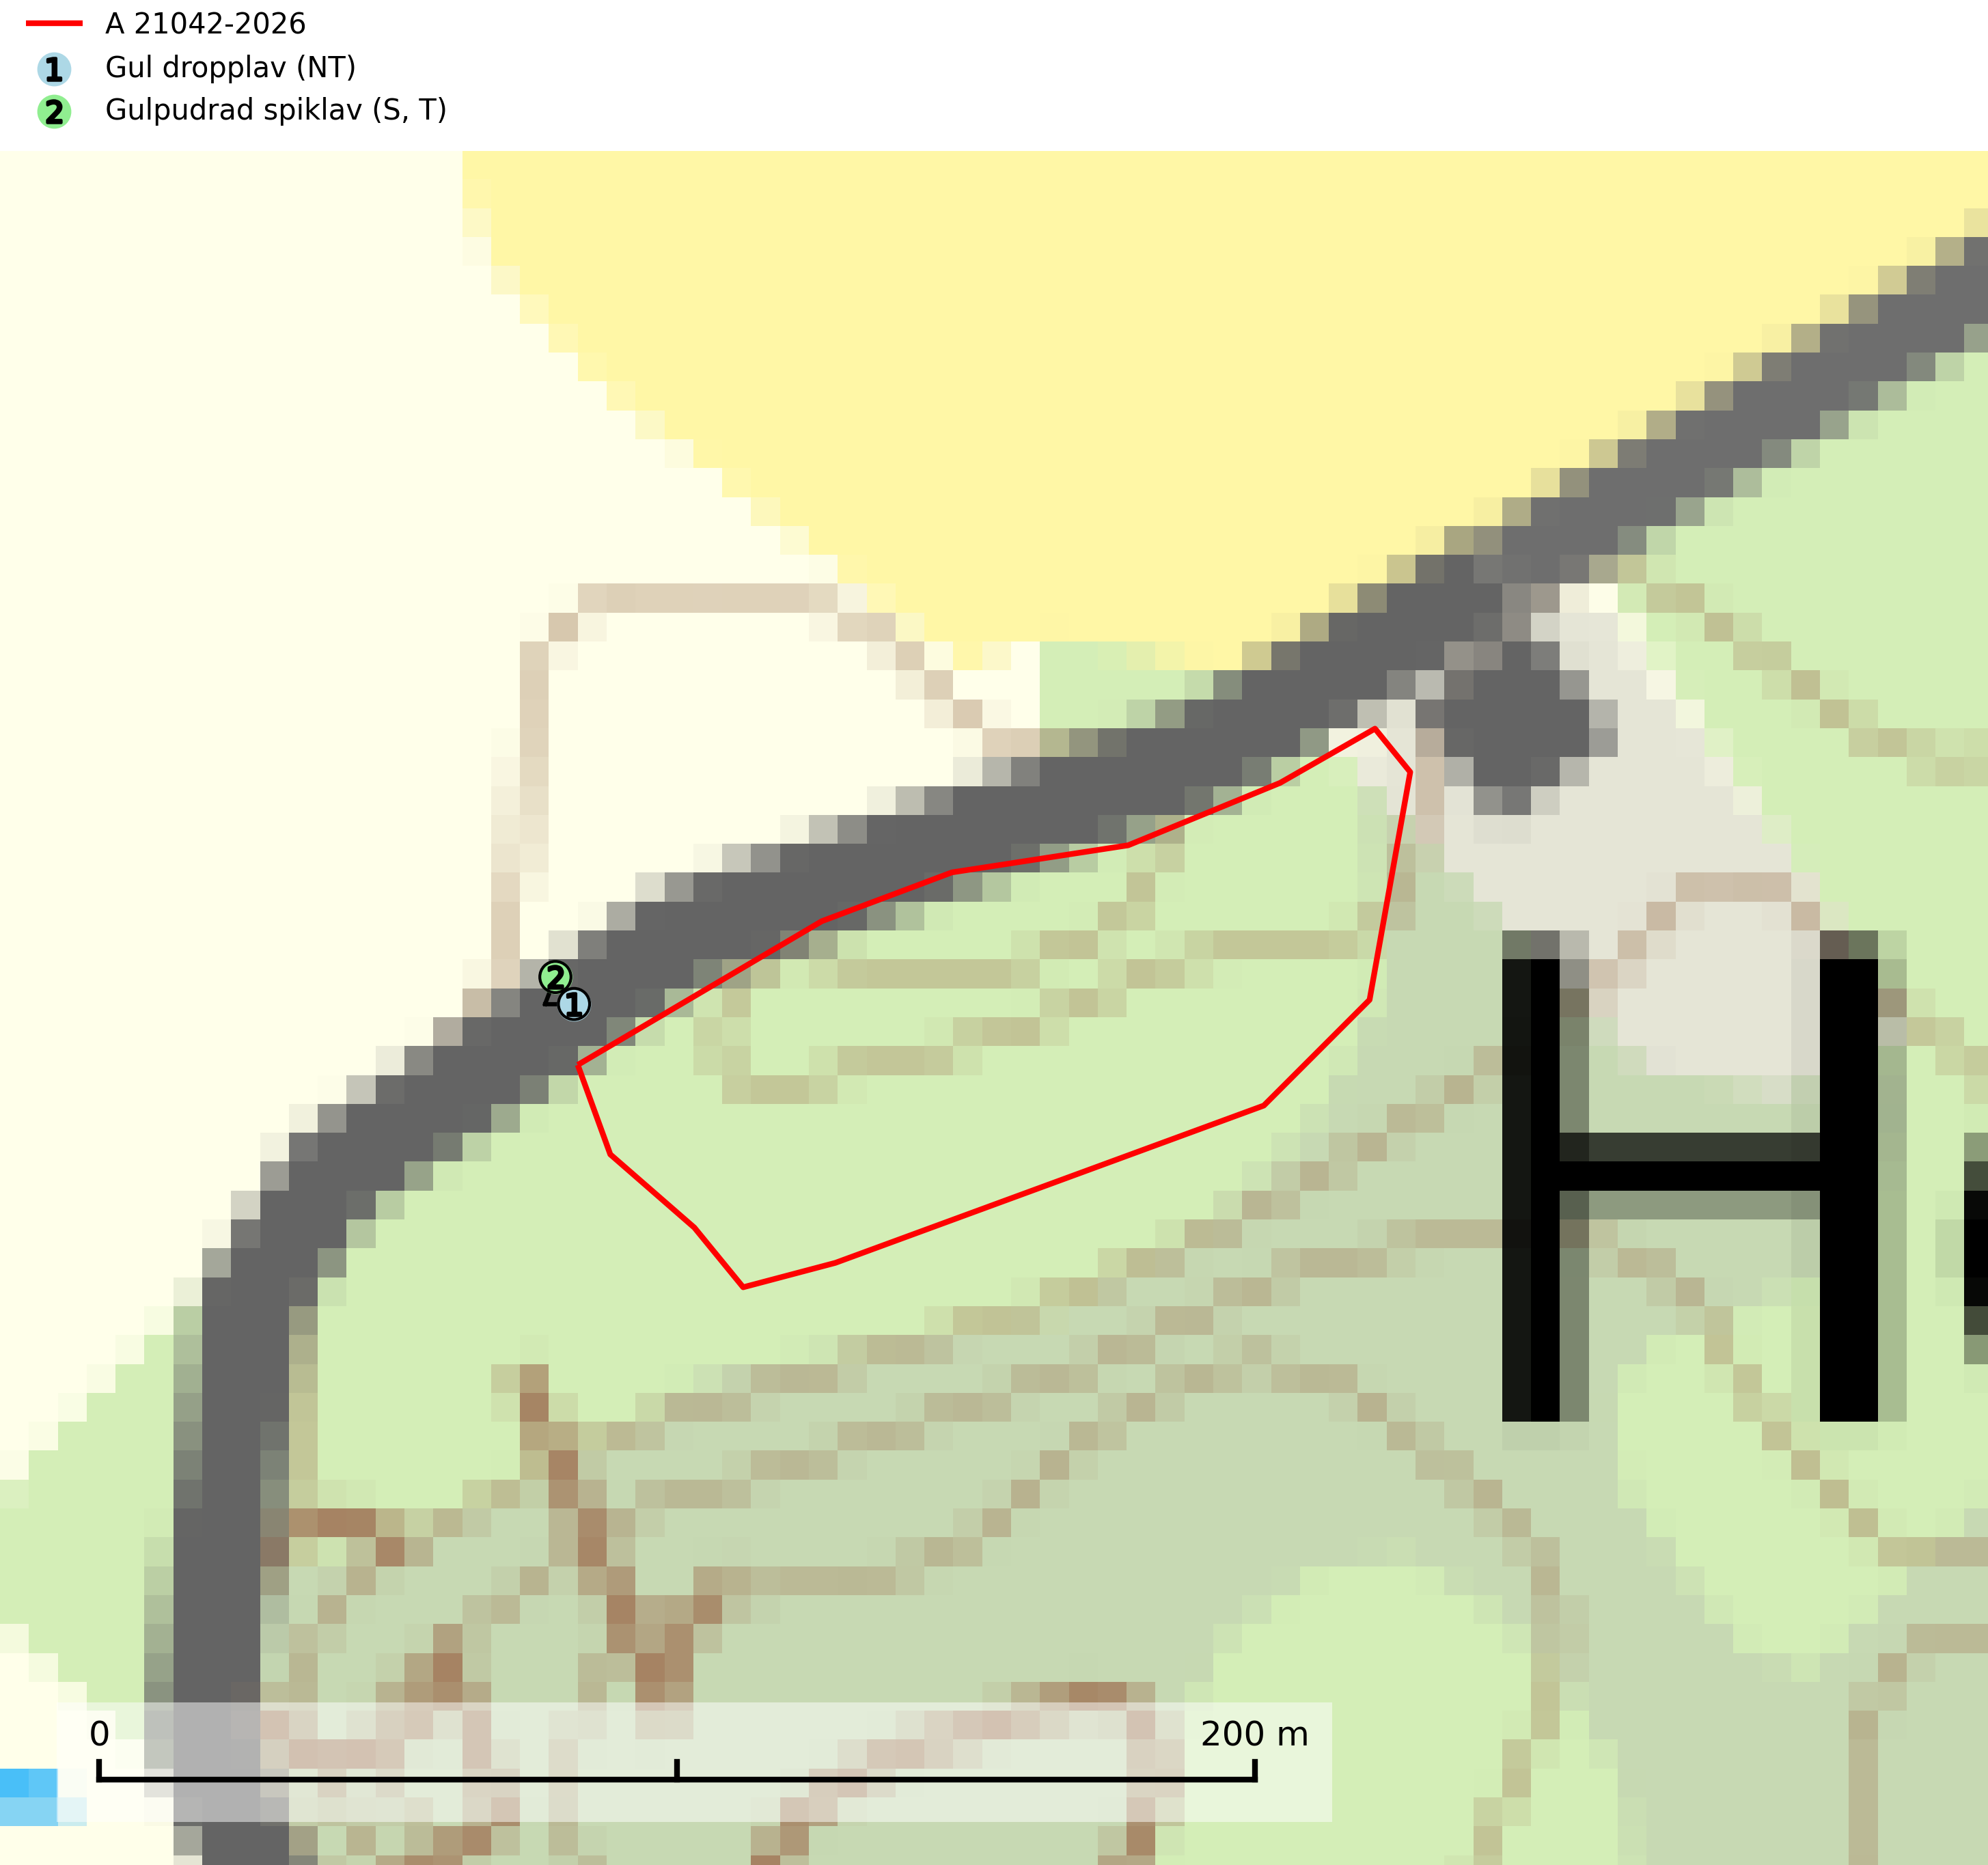 A 21042-2026
1 Gul dropplav (NT)
2 Gulpudrad spiklav (S, T)
2
1
H
0 200 m